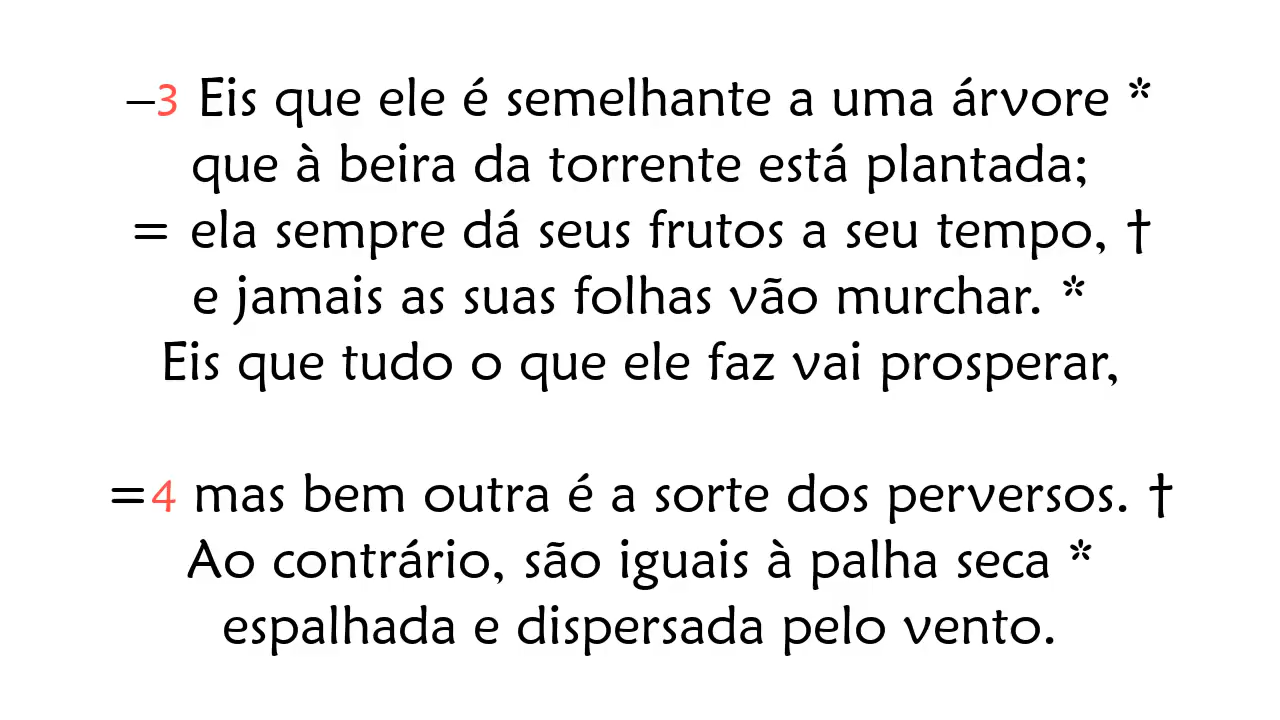 –3 Eis que ele é semelhante a uma árvore *
que à beira da torrente está plantada;
= ela sempre dá seus frutos a seu tempo, †
e jamais as suas folhas vão murchar. *
Eis que tudo o que ele faz vai prosperar,
=4 mas bem outra é a sorte dos perversos. †
Ao contrário, são iguais à palha seca *
espalhada e dispersada pelo vento.